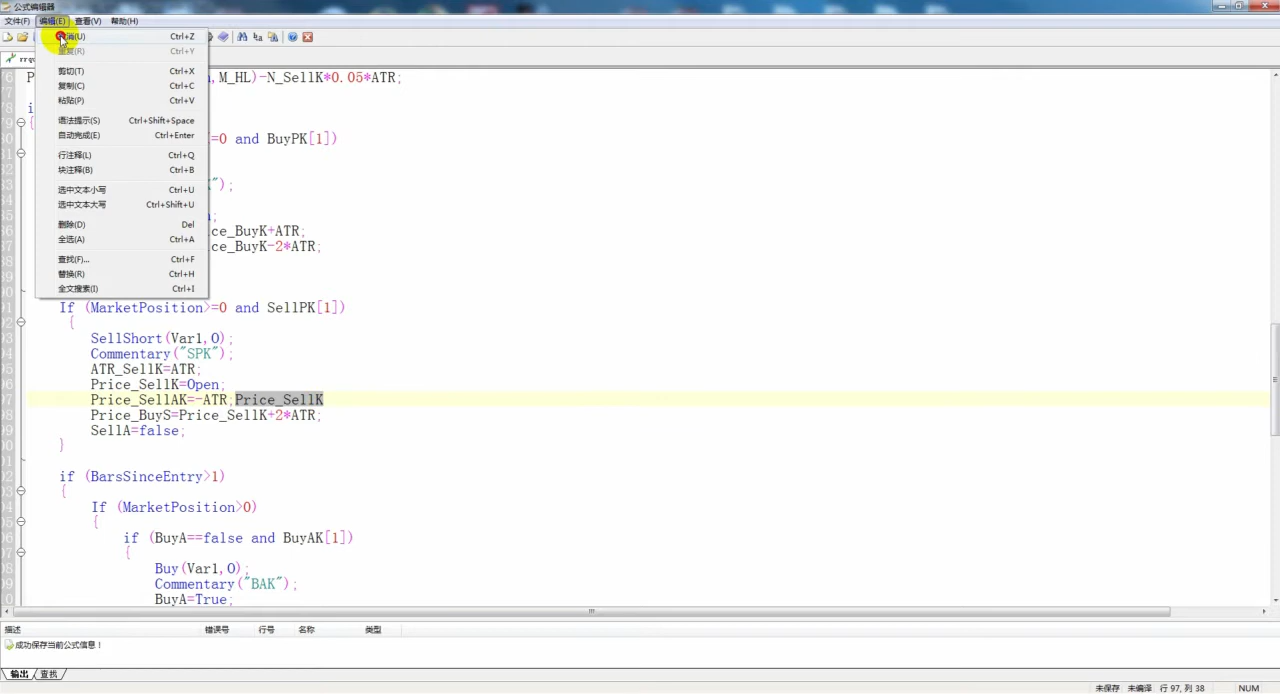 公式编辑器
文件(F) 编辑(E) 查看(V) 帮助(H)
消(U) Ctrl+Z
重复(R) Ctrl+Y
剪切(T) Ctrl+X
复制(C) Ctrl+C
粘贴(P) Ctrl+V
语法提示(S) Ctrl+Shift+Space
自动完成(E) Ctrl+Enter
行注释(L) Ctrl+Q
块注释(B) Ctrl+B
选中文本小写 Ctrl+U
选中文本大写 Ctrl+Shift+U
删除(D) Del
全选(A) Ctrl+A
查找(F)... Ctrl+F
替换(R) Ctrl+H
全文搜索(I) Ctrl+I
,M_HL)-N_SellK*0.05*ATR;
=0 and BuyPK[1])
");
;
ce_BuyK+ATR;
ce_BuyK-2*ATR;
If (MarketPosition>=0 and SellPK[1])
{
SellShort(Var1,O);
Commentary("SPK");
ATR_SellK=ATR;
Price_SellK=Open;
Price_SellAK=-ATR;Price_SellK
Price_BuyS=Price_SellK+2*ATR;
SellA=false;
}
if (BarsSinceEntry>1)
{
If (MarketPosition>0)
{
if (BuyA==false and BuyAK[1])
{
Buy(Var1,O);
Commentary("BAK");
BuyA=True;
描述 错误号 行号 名称 类型
成功保存当前公式信息！
输出 查找
未保存 未编译 行 97, 列 38 NUM